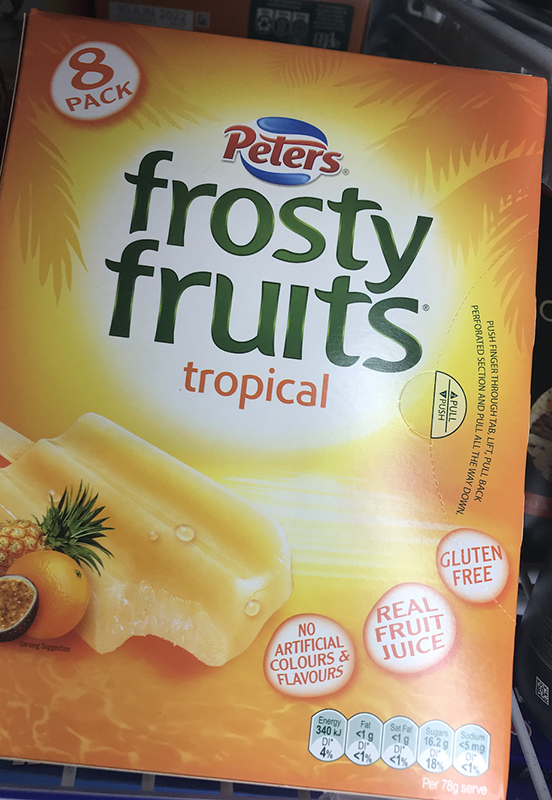 8
PACK
Peters®
frosty
fruits®
tropical
PUSH FINGER THROUGH TAB, LIFT, PULL BACK
PERFORATED SECTION AND PULL ALL THE WAY DOWN.
▲PULL
▼PUSH
GLUTEN
FREE
REAL
FRUIT
JUICE
NO
ARTIFICIAL
COLOURS &
FLAVOURS
Serving Suggestion
Energy
340 kJ
DI*
4%
Fat
<1 g
DI*
<1%
Sat Fat
<1 g
DI*
<1%
Sugars
16.2 g
DI*
18%
Sodium
<5 mg
DI*
<1%
Per 78g serve